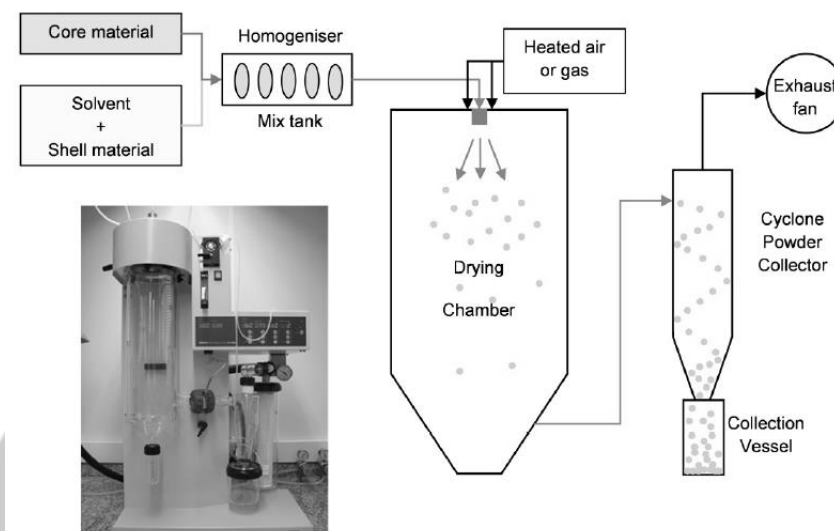 Core material
Solvent
+
Shell material
Homogeniser
Mix tank
Heated air
or gas
Exhaust
fan
Drying
Chamber
Cyclone
Powder
Collector
Collection
Vessel